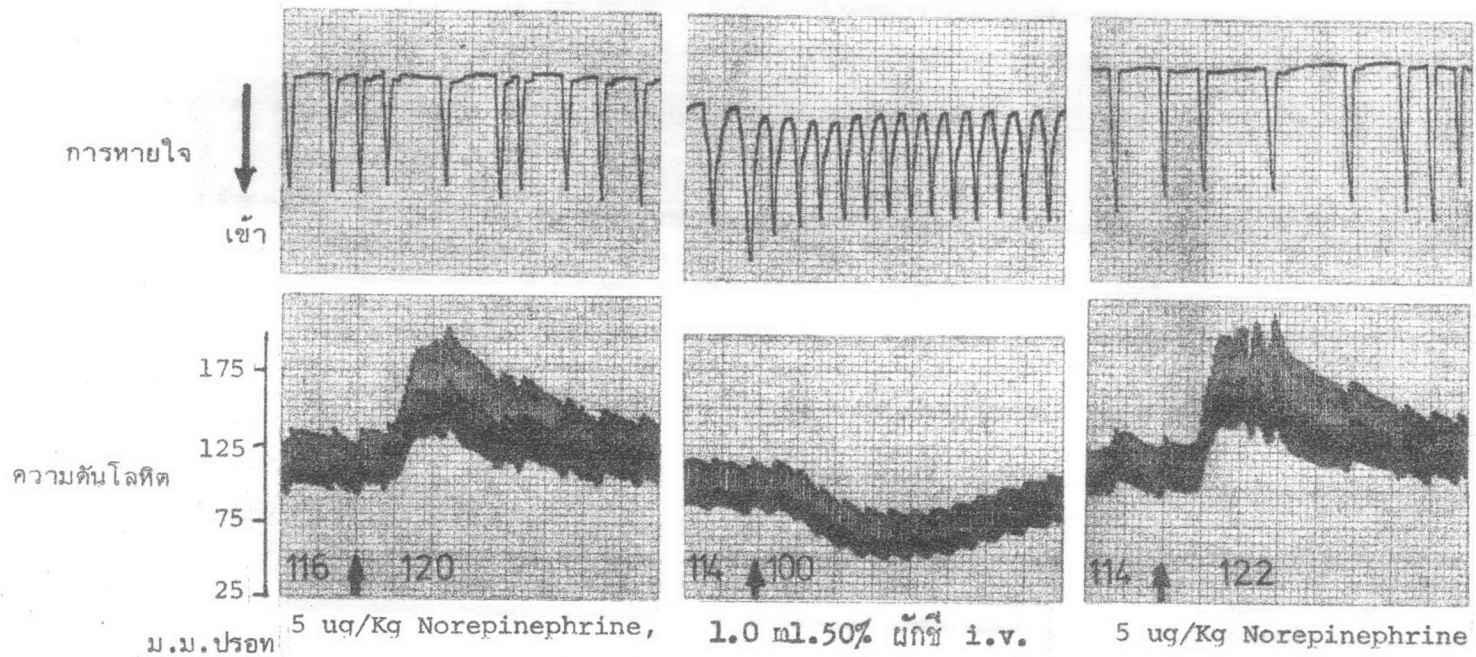 การหายใจ
เข้า
175
125
75
25
ความดันโลหิต
ม.ม.ปรอท
116 120
114 100
114 122
5 ug/Kg Norepinephrine,
1.0 ml.50% ผักชี i.v.
5 ug/Kg Norepinephrine